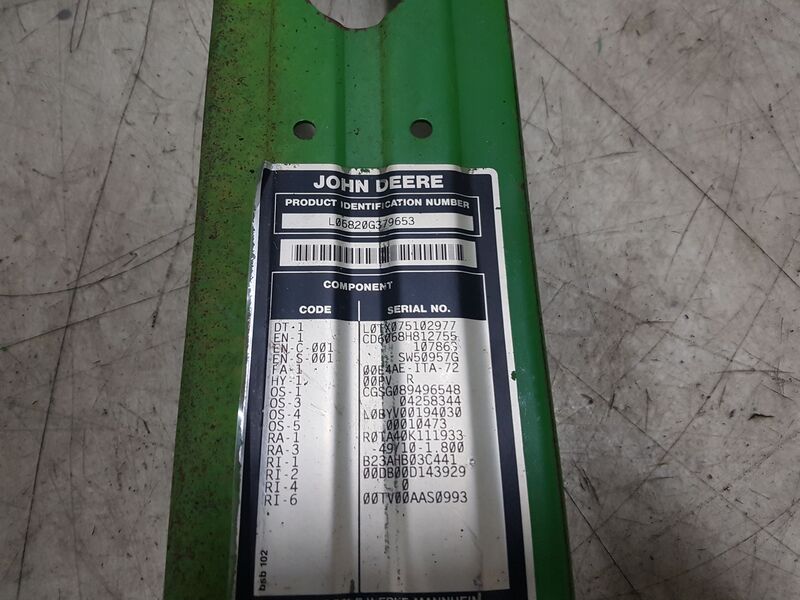 JOHN DEERE
PRODUCT IDENTIFICATION NUMBER
L06820G379653
COMPONENT
CODE SERIAL NO.
DT-1 L0TX075102977
EN-1 CD6068H812755
EN-C-001 107863
EN-S-001 SW50957G
FA-1 00E4AE-ITA-72
HY-1 00PV R
OS-1 CGSG089496548
OS-3 04258344
OS-4 L0BYV00194030
OS-5 00010473
RA-1 R0TA40K111933
RA-3 -49Y10-1.800
RI-1 B23AHB03C441
RI-2 00DB00D143929
RI-4 0
RI-6 00TV00AAS0993
bsb 102
MANNHEIM